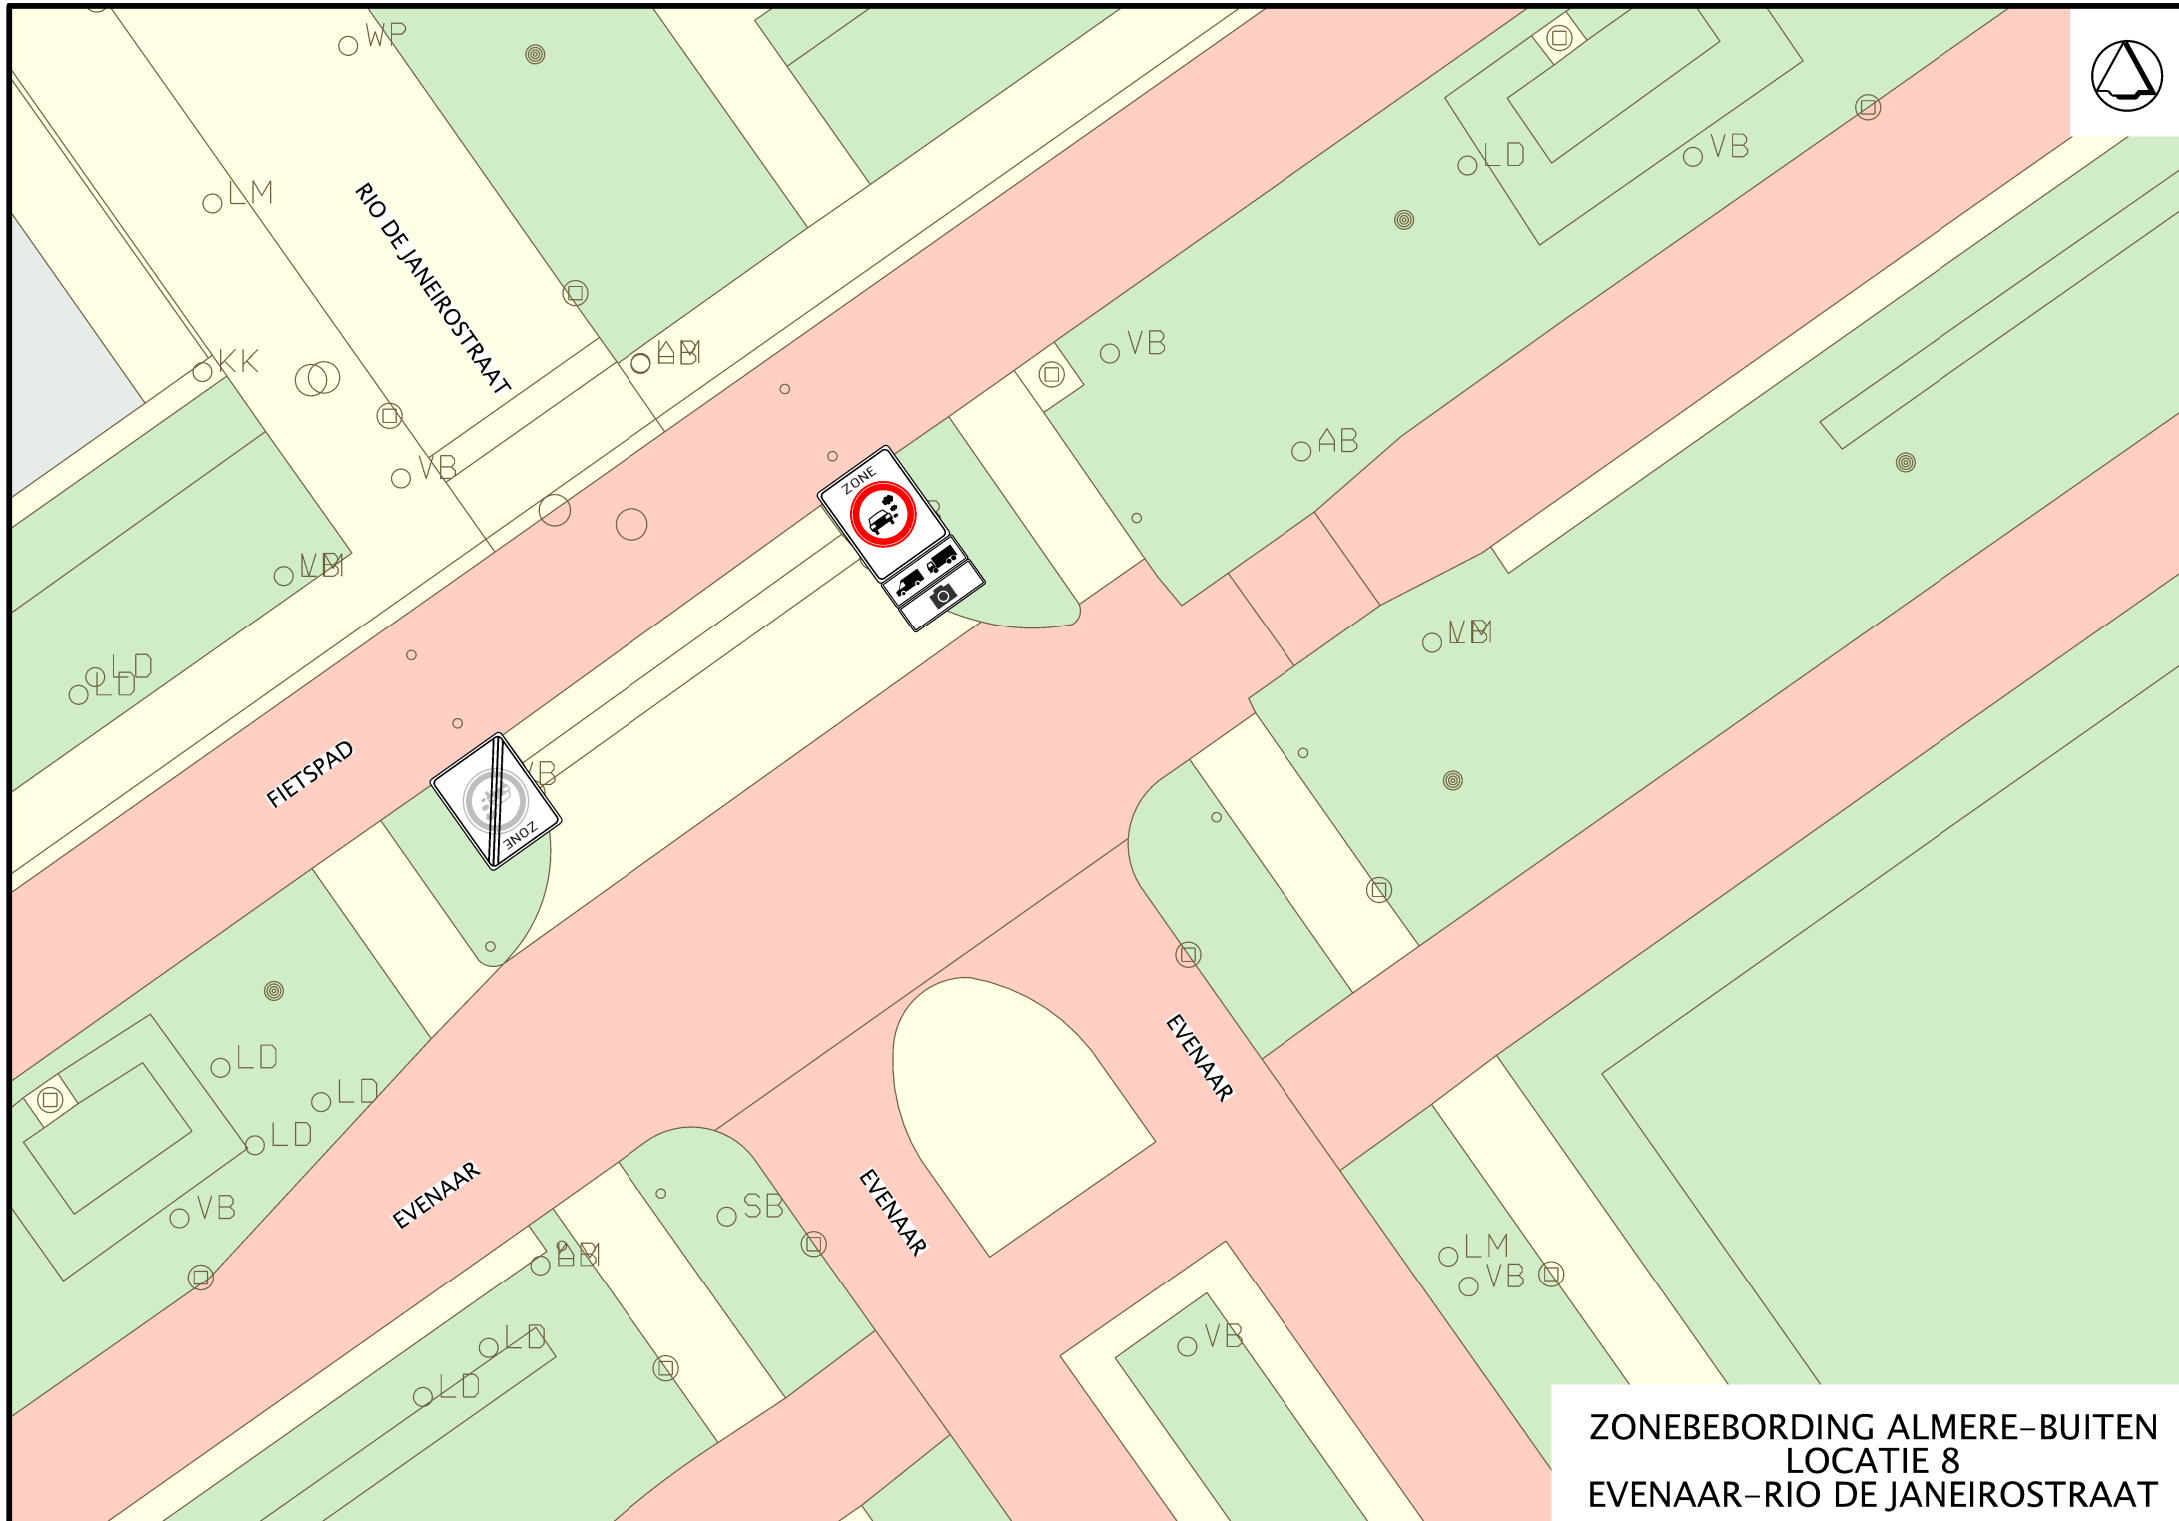 WP
LM
RIO DE JANEIROSTRAAT
KK
VB
LD
VB
VB
AB
ZONE
LD
LD
FIETSPAD
VB
ZONE
LD
LD
LD
VB
EVENAAR
EVENAAR
EVENAAR
SB
LD
LD
LM
VB
VB
ZONEBEBORDING ALMERE-BUITEN
LOCATIE 8
EVENAAR-RIO DE JANEIROSTRAAT